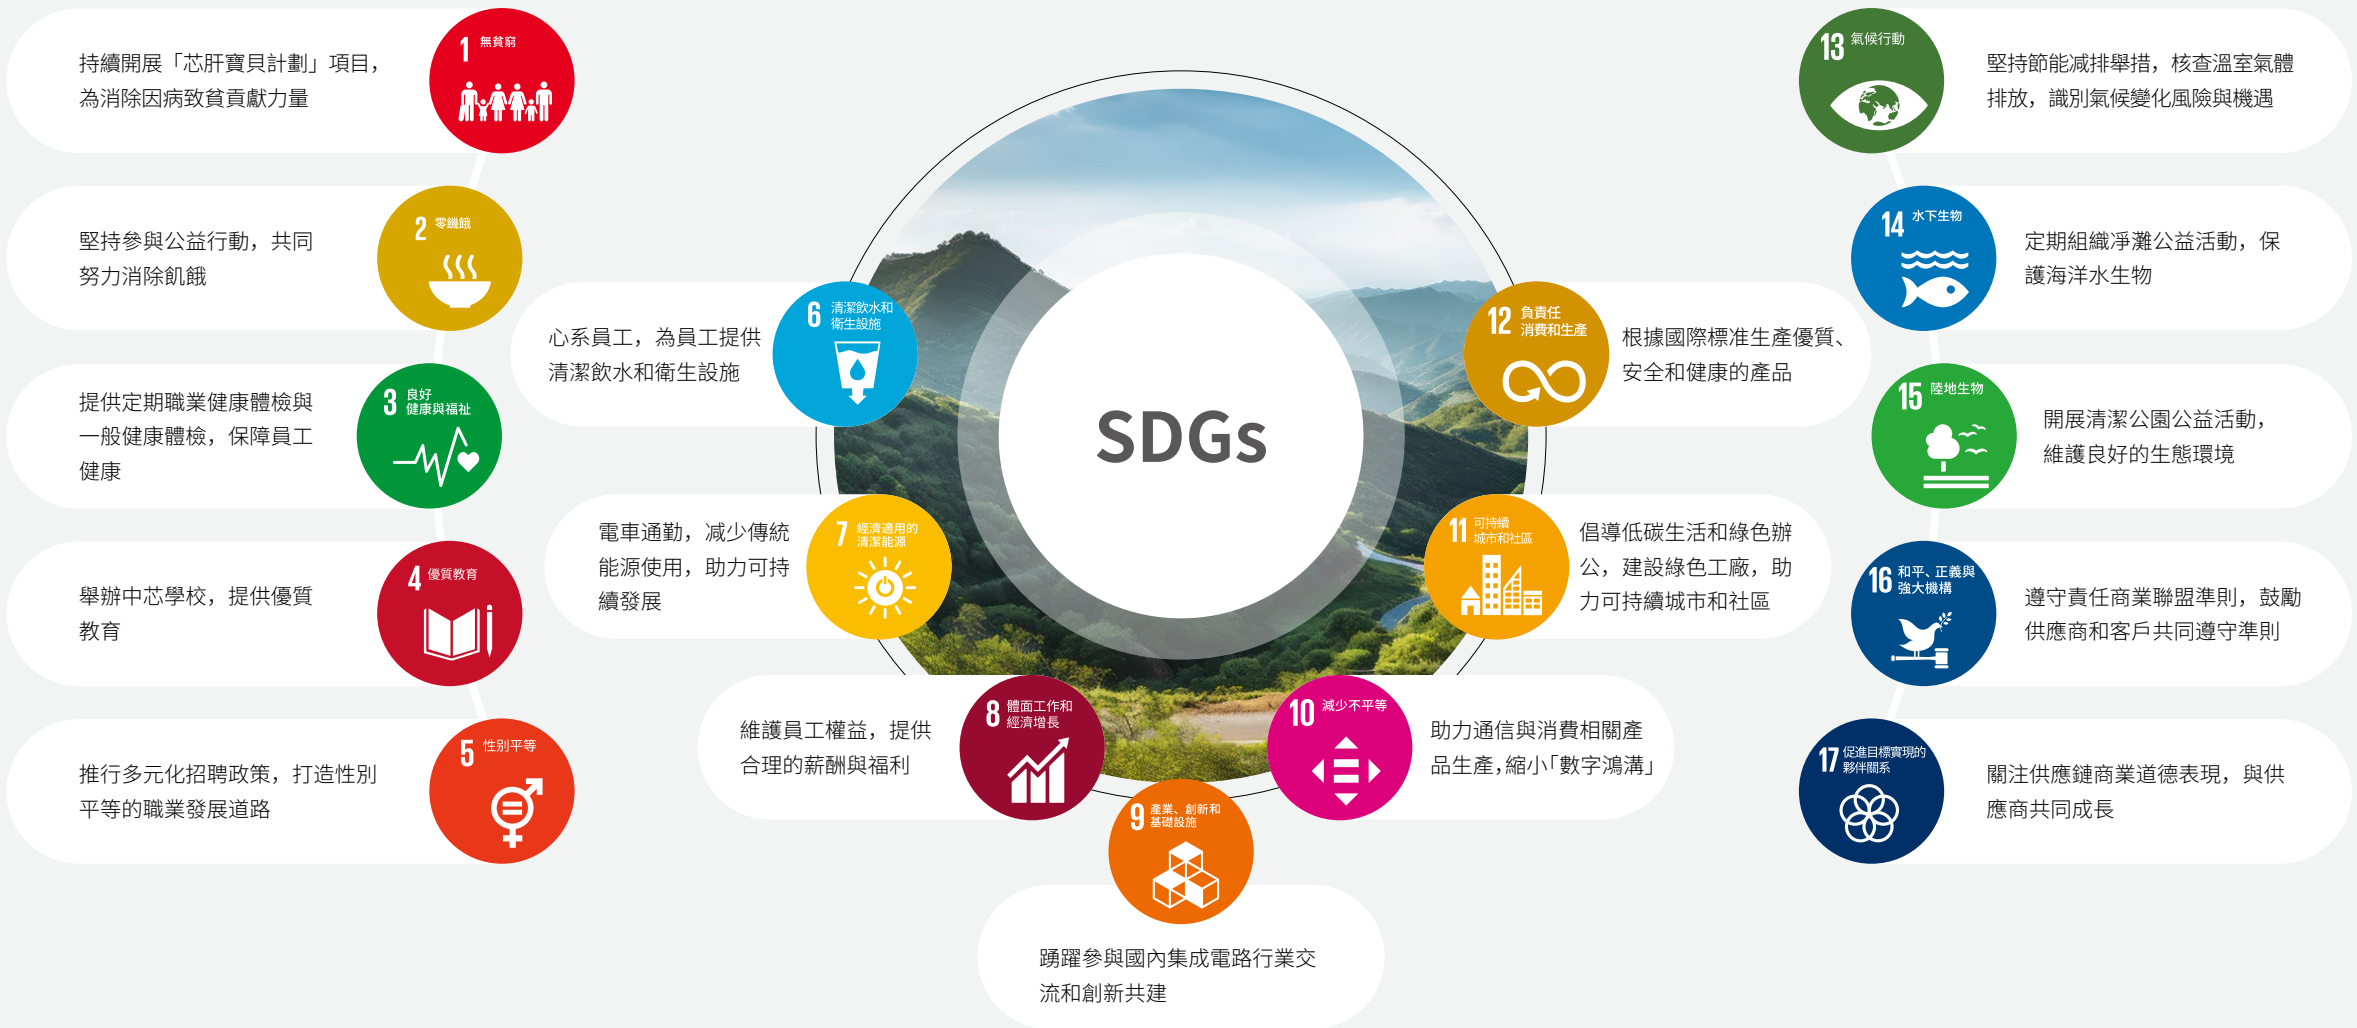 持續開展「芯肝寶貝計劃」項目，
為消除因病致貧貢獻力量
1 無貧窮
堅持參與公益行動，共同
努力消除飢餓
2 零饑餓
提供定期職業健康體檢與
一般健康體檢，保障員工
健康
3 良好
健康與福祉
舉辦中芯學校，提供優質
教育
4 優質教育
推行多元化招聘政策，打造性別
平等的職業發展道路
5 性別平等
心系員工，為員工提供
清潔飲水和衛生設施
6 清潔飲水和
衛生設施
電車通勤，減少傳統
能源使用，助力可持
續發展
7 經濟適用的
清潔能源
維護員工權益，提供
合理的薪酬與福利
8 體面工作和
經濟增長
SDGs
9 產業、創新和
基礎設施
踴躍參與國內集成電路行業交
流和創新共建
10 減少不平等
助力通信與消費相關產
品生產，縮小「數字鴻溝」
11 可持續
城市和社區
倡導低碳生活和綠色辦
公，建設綠色工廠，助
力可持續城市和社區
12 負責任
消費和生產
根據國際標准生產優質、
安全和健康的產品
13 氣候行動
堅持節能減排舉措，核查溫室氣體
排放，識別氣候變化風險與機遇
14 水下生物
定期組織凈灘公益活動，保
護海洋水生物
15 陸地生物
開展清潔公園公益活動，
維護良好的生態環境
16 和平、正義與
強大機構
遵守責任商業聯盟準則，鼓勵
供應商和客戶共同遵守準則
17 促進目標實現的
夥伴關系
關注供應鏈商業道德表現，與供
應商共同成長